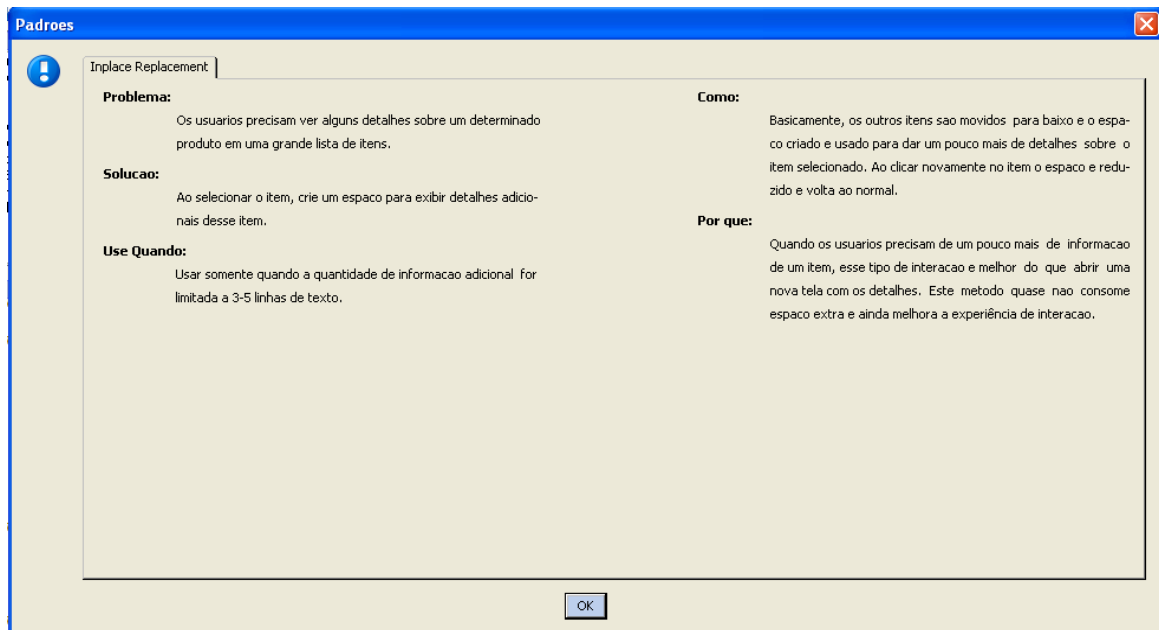 Padroes
Inplace Replacement
Problema:
Os usuarios precisam ver alguns detalhes sobre um determinado
produto em uma grande lista de itens.
Solucao:
Ao selecionar o item, crie um espaco para exibir detalhes adicio-
nais desse item.
Use Quando:
Usar somente quando a quantidade de informacao adicional for
limitada a 3-5 linhas de texto.
Como:
Basicamente, os outros itens sao movidos para baixo e o espa-
co criado e usado para dar um pouco mais de detalhes sobre o
item selecionado. Ao clicar novamente no item o espaco e redu-
zido e volta ao normal.
Por que:
Quando os usuarios precisam de um pouco mais de informacao
de um item, esse tipo de interacao e melhor do que abrir uma
nova tela com os detalhes. Este metodo quase nao consome
espaco extra e ainda melhora a experiência de interacao.
OK